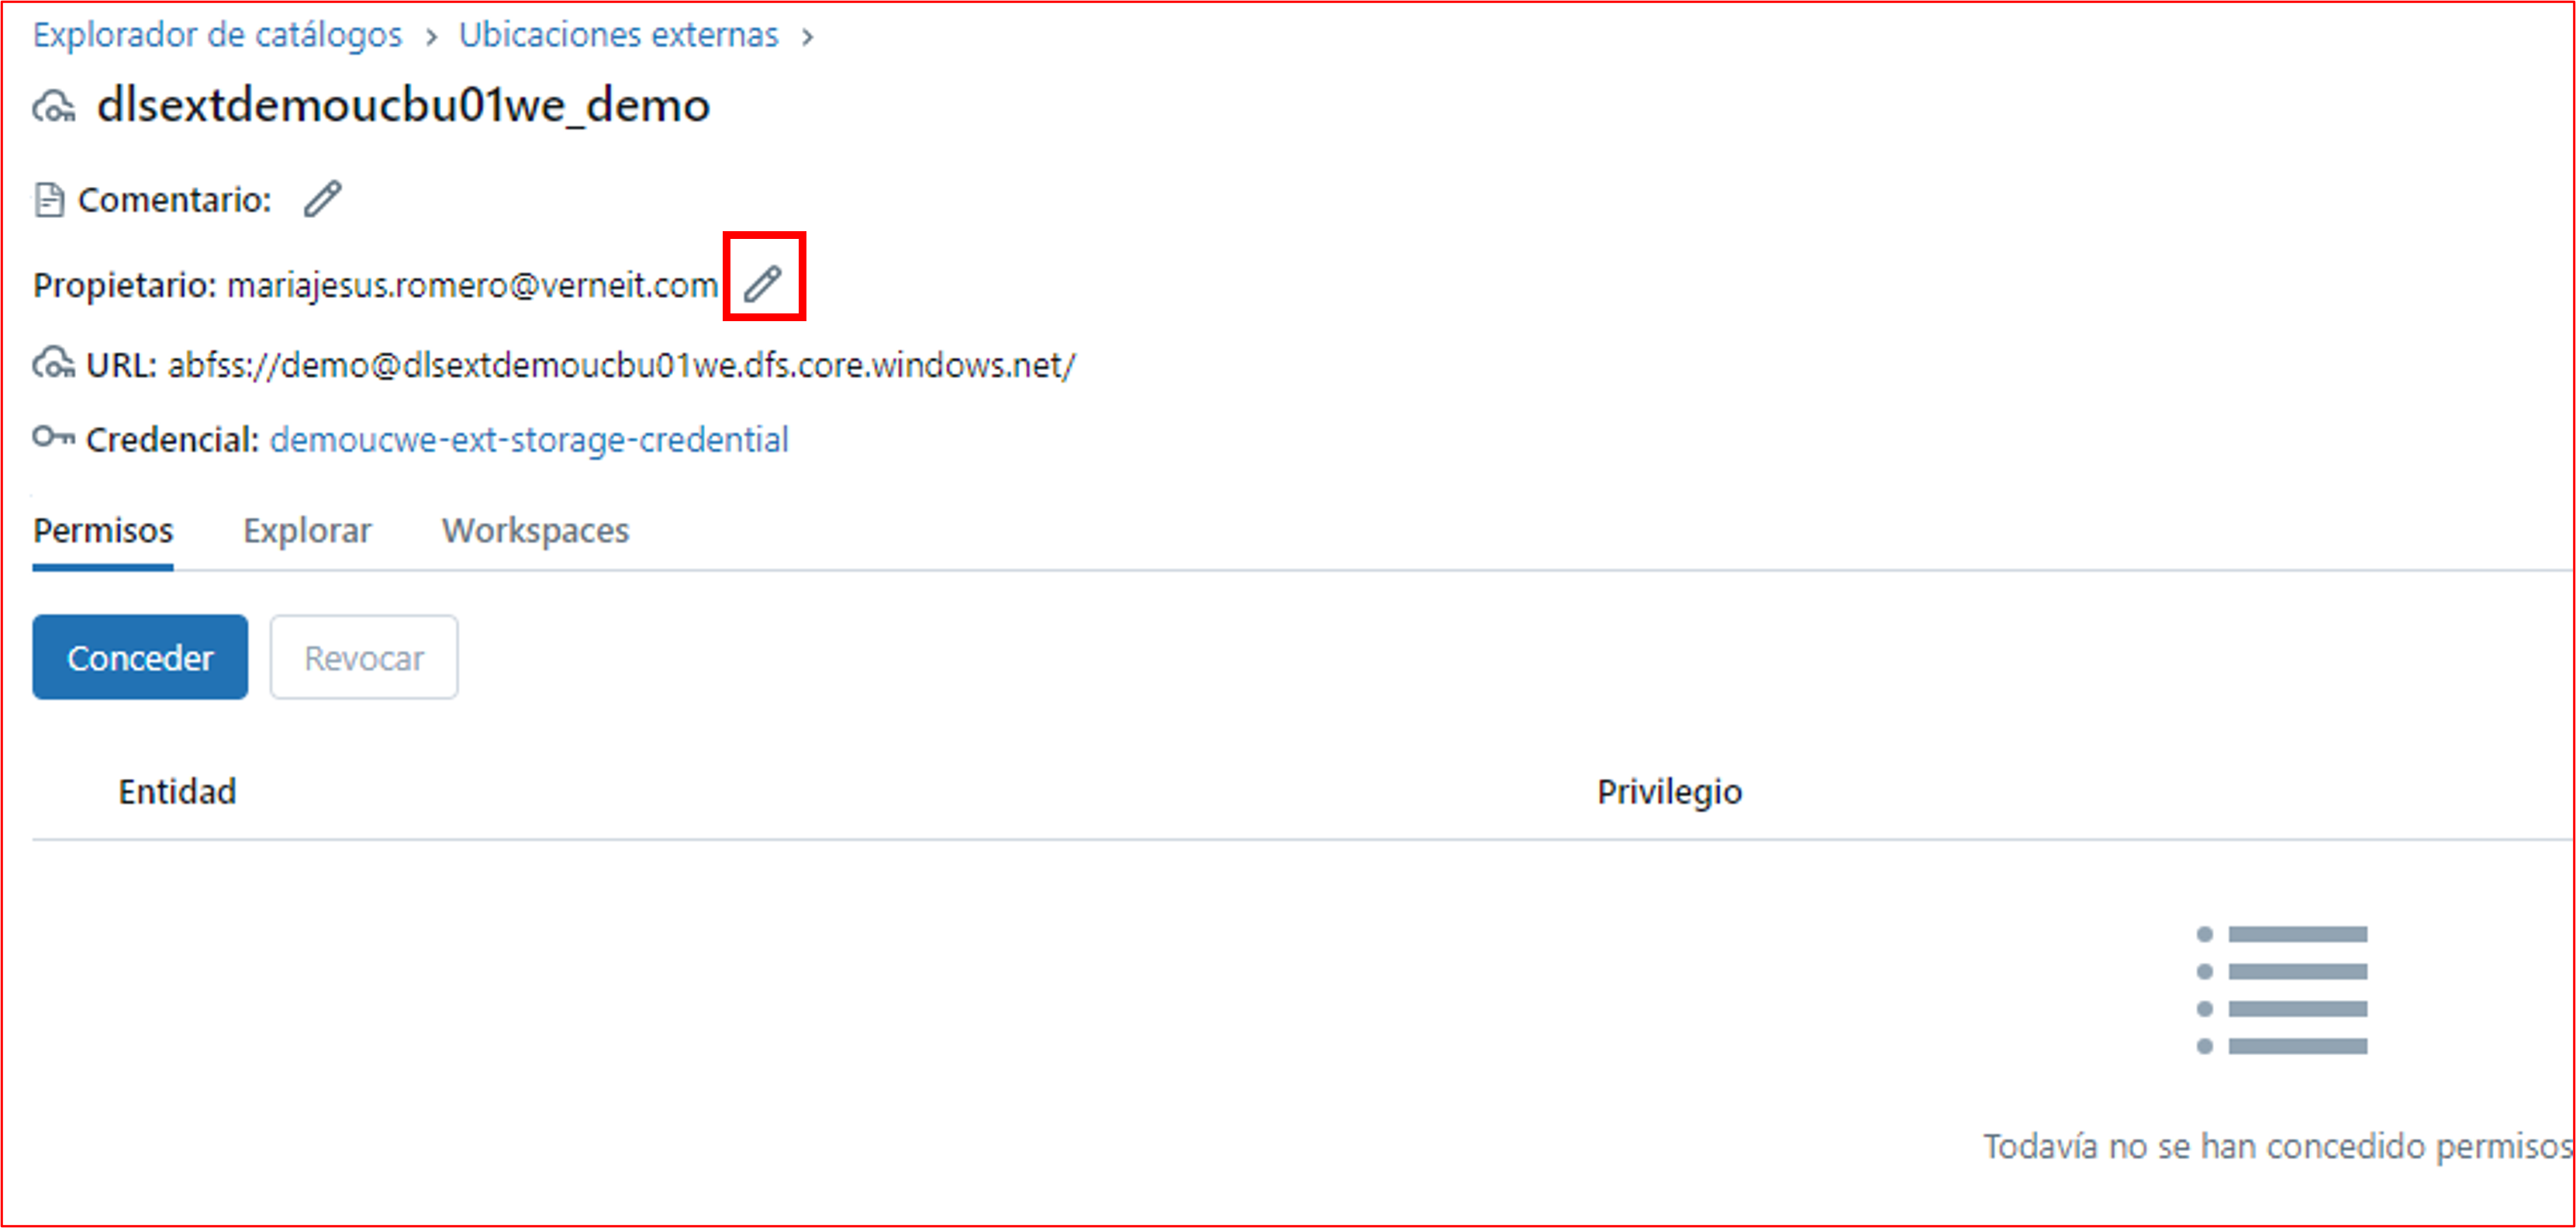 Explorador de catálogos > Ubicaciones externas >
dlsextdemoucbu01we_demo
Comentario:
Propietario: mariajesus.romero@verneit.com
URL: abfss://demo@dlsextdemoucbu01we.dfs.core.windows.net/
Credencial: demoucwe-ext-storage-credential
Permisos Explorar Workspaces
Conceder Revocar
Entidad Privilegio
Todavía no se han concedido permisos